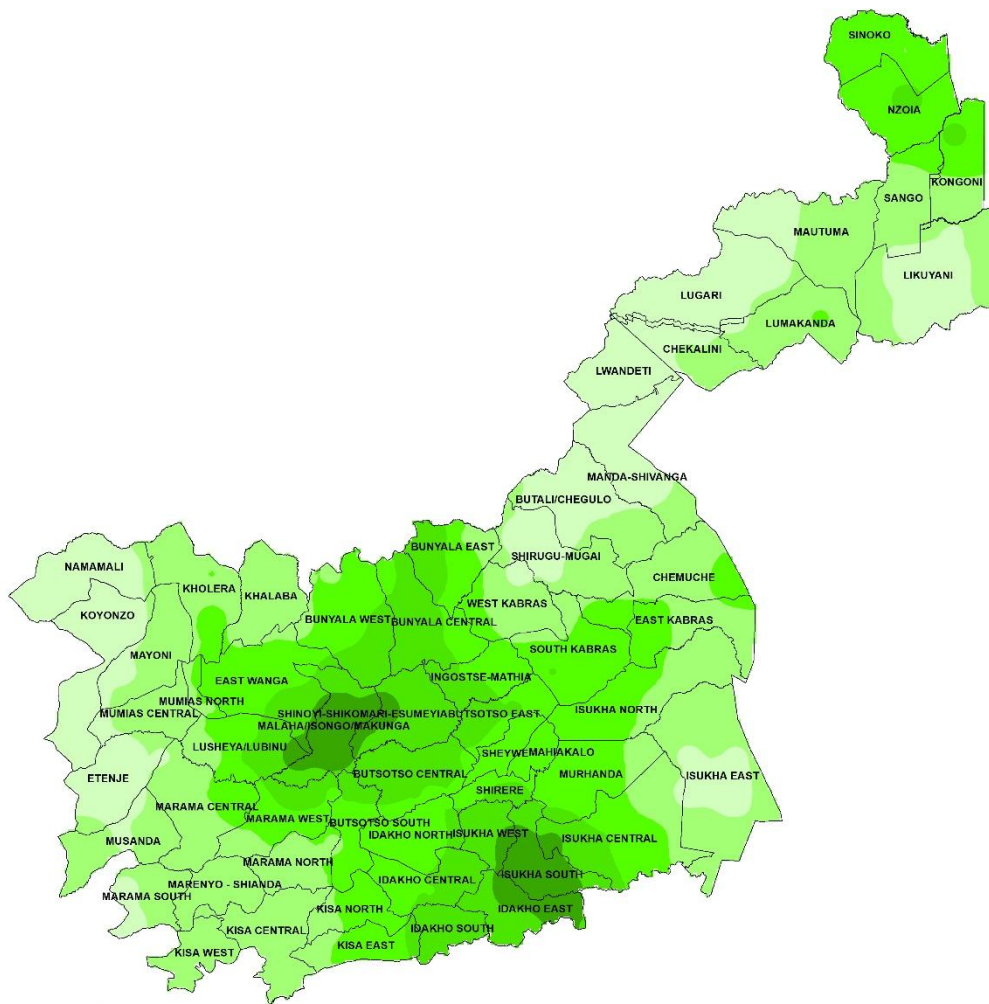 SINOKO
NZOIA
KONGONI
SANGO
MAUTUMA
LIKUYANI
LUGARI
LUMAKANDA
CHEKALINI
LWANDETI
MANDA-SHIVANGA
BUTALI/CHEGULO
BUNYALA EAST
SHIRUGU-MUGAI
NAMAMALI
CHEMUCHE
KHOLERA
KHALABA
WEST KABRAS
KOYONZO
BUNYALA WEST
BUNYALA CENTRAL
EAST KABRAS
SOUTH KABRAS
MAYONI
EAST WANGA
INGOSTSE-MATHIA
MUMIAS NORTH
ISUKHA NORTH
MUMIAS CENTRAL
SHINOYI-SHIKOMARI-ESUMEYIA
BUTSOTSO EAST
MALAHA/ISONGO/MAKUNGA
LUSHEYA/LUBINU
SHEYWE
MAHIAKALO
ETENJE
BUTSOTSO CENTRAL
MURHANDA
ISUKHA EAST
SHIRERE
MARAMA CENTRAL
MARAMA WEST
BUTSOTSO SOUTH
IDAKHO NORTH
ISUKHA WEST
ISUKHA CENTRAL
MUSANDA
MARAMA NORTH
MARENYO - SHIANDA
IDAKHO CENTRAL
ISUKHA SOUTH
MARAMA SOUTH
KISA NORTH
IDAKHO EAST
KISA CENTRAL
IDAKHO SOUTH
KISA WEST
KISA EAST